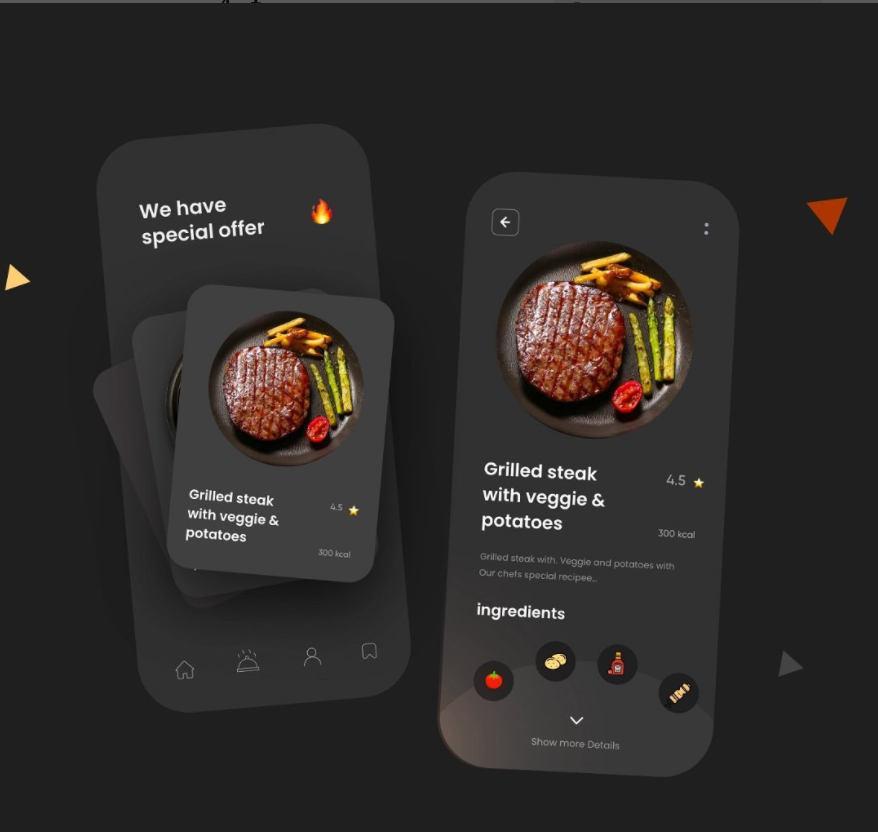 We have
special offer
Grilled steak
with veggie &
potatoes
4.5
300 kcal
Grilled steak
with veggie &
potatoes
4.5
300 kcal
Grilled steak with. Veggie and potatoes with
Our chefs special recipee...
ingredients
Show more Details